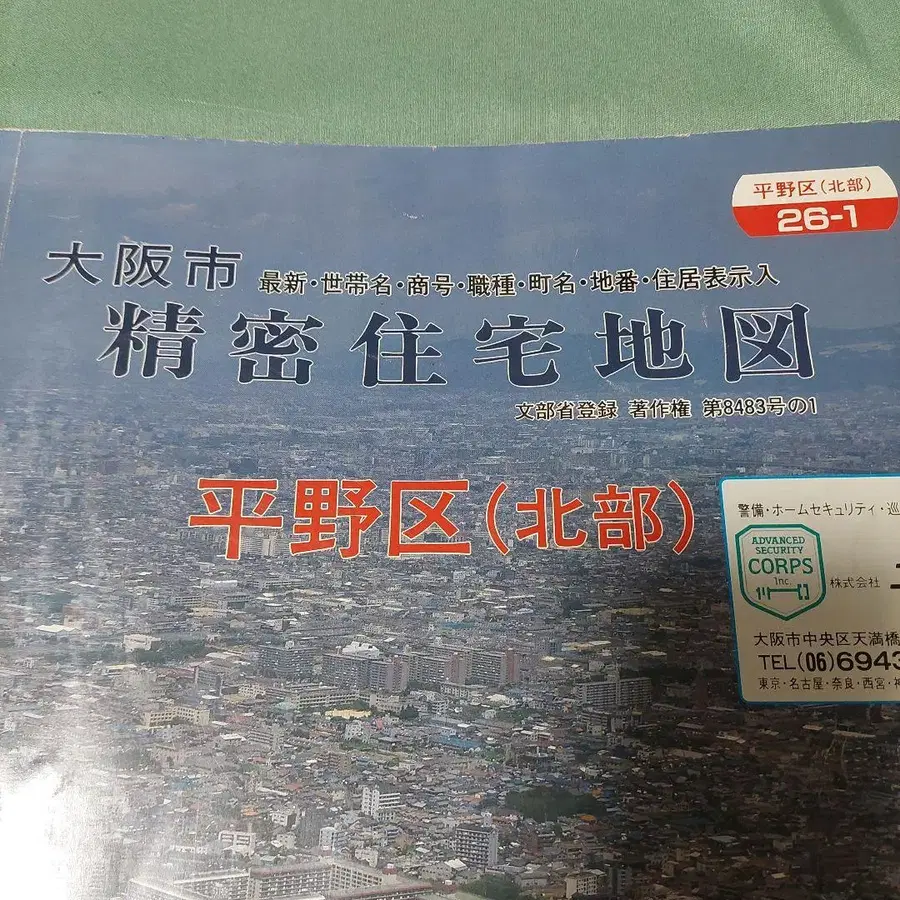 平野区(北部)
26-1
大阪市
最新・世帯名・商号・職種・町名・地番・住居表示入
精密住宅地図
文部省登録 著作権 第8483号の1
平野区(北部)
警備・ホームセキュリティ・巡
ADVANCED
SECURITY
CORPS
Inc.
株式会社
大阪市中央区天満橋
TEL(06)6943
東京・名古屋・奈良・西宮・神